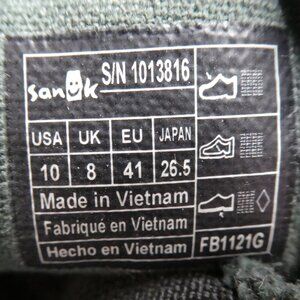 sanuk S/N 1013816
USA UK EU JAPAN
10 8 41 26.5
Made in Vietnam
Fabriqué en Vietnam
Hecho en Vietnam FB1121G